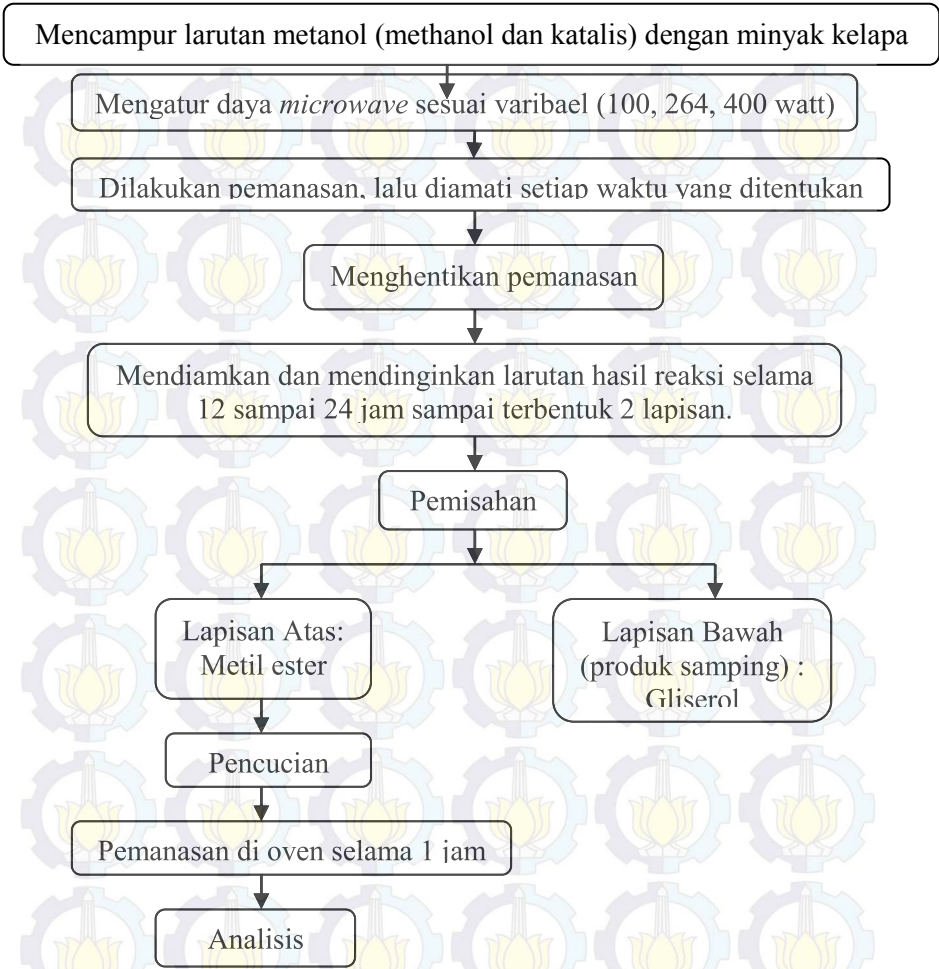 Mencampur larutan metanol (methanol dan katalis) dengan minyak kelapa
Mengatur daya microwave sesuai varibael (100, 264, 400 watt)
Dilakukan pemanasan, lalu diamati setiap waktu yang ditentukan
Menghentikan pemanasan
Mendiamkan dan mendinginkan larutan hasil reaksi selama
12 sampai 24 jam sampai terbentuk 2 lapisan.
Pemisahan
Lapisan Atas:
Metil ester
Lapisan Bawah
(produk samping) :
Gliserol
Pencucian
Pemanasan di oven selama 1 jam
Analisis